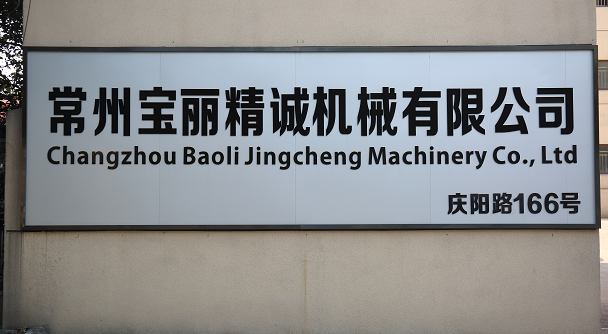 常州宝丽精诚机械有限公司
Changzhou Baoli Jingcheng Machinery Co., Ltd
庆阳路166号